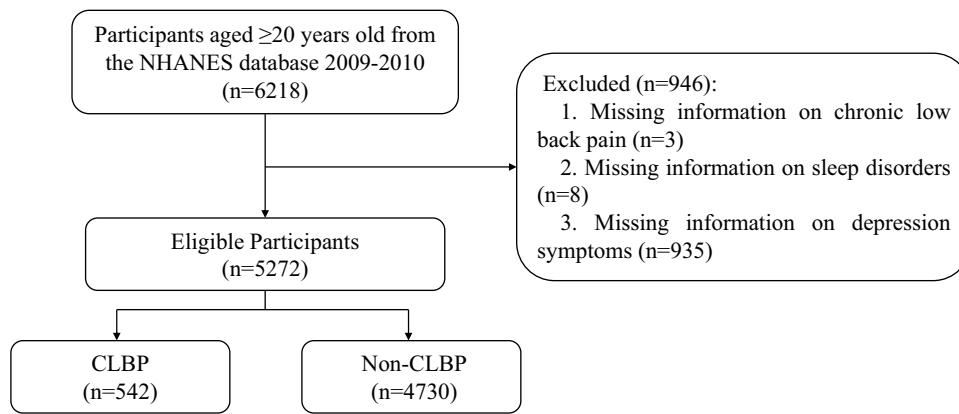 Participants aged ≥20 years old from
the NHANES database 2009-2010
(n=6218)
Excluded (n=946):
1. Missing information on chronic low
back pain (n=3)
2. Missing information on sleep disorders
(n=8)
3. Missing information on depression
symptoms (n=935)
Eligible Participants
(n=5272)
CLBP
(n=542)
Non-CLBP
(n=4730)